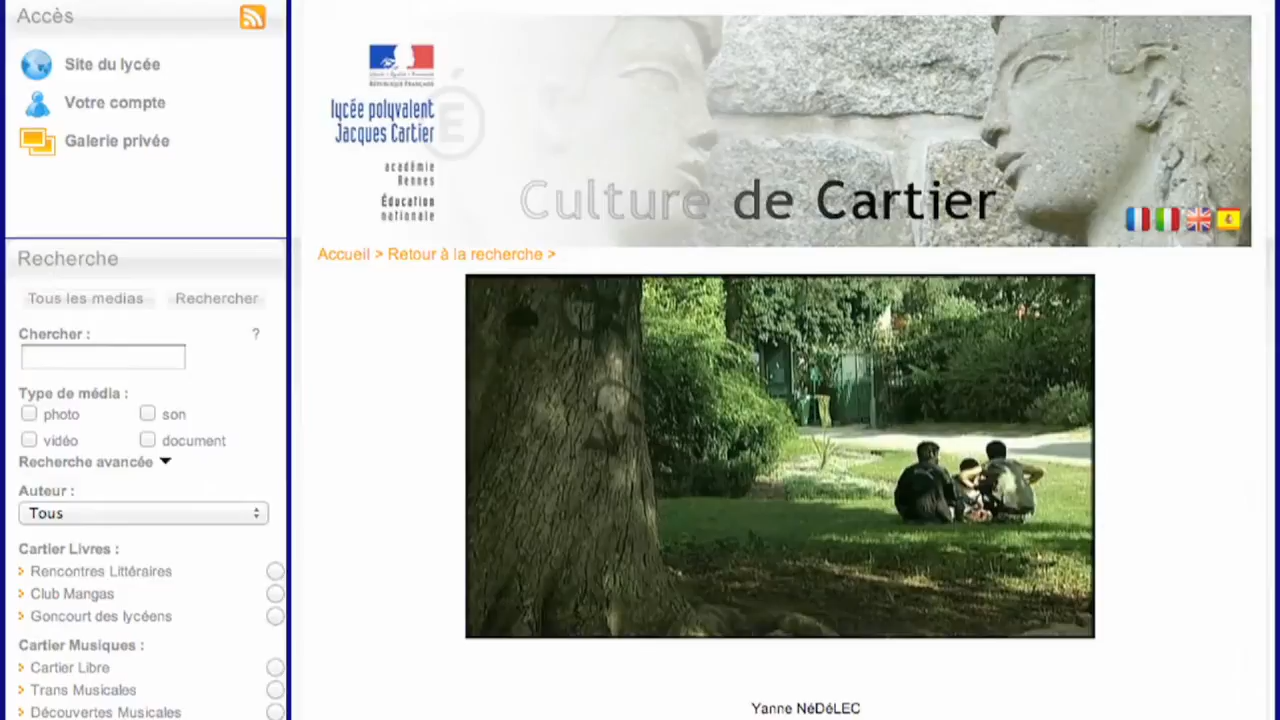 Accès
Site du lycée
Votre compte
Galerie privée
Recherche
Tous les medias
Rechercher
Chercher :
?
Type de média :
photo
son
vidéo
document
Recherche avancée
Auteur :
Tous
Cartier Livres :
Rencontres Littéraires
Club Mangas
Goncourt des lycéens
Cartier Musiques :
Cartier Libre
Trans Musicales
Découvertes Musicales
RÉPUBLIQUE FRANÇAISE
lycée polyvalent
Jacques Cartier
É
académie
Rennes
Éducation
nationale
Culture de Cartier
Accueil > Retour à la recherche >
Yanne NéDéLEC